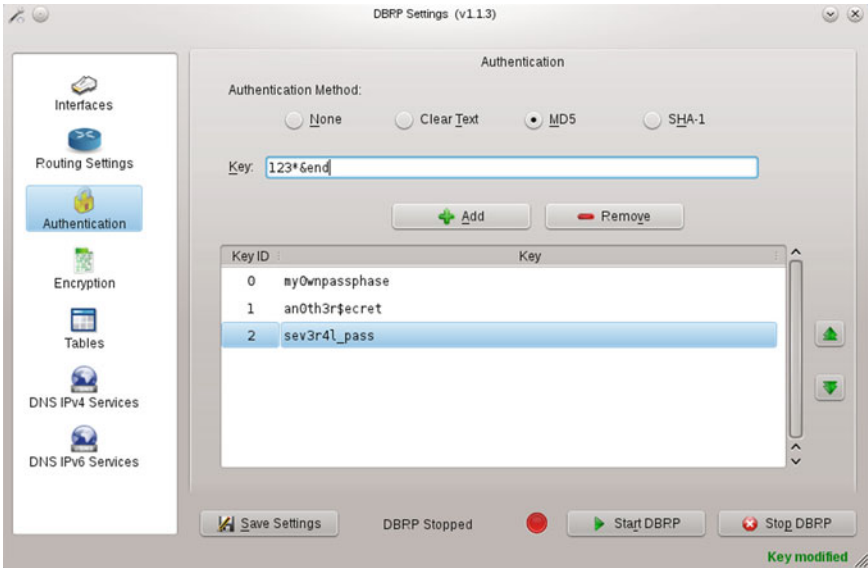 DBRP Settings (v1.1.3)
Interfaces
Routing Settings
Authentication
Encryption
Tables
DNS IPv4 Services
DNS IPv6 Services
Authentication
Authentication Method:
None
Clear Text
MD5
SHA-1
Key: 123*&end
Add
Remove
Key ID Key
0 my0wnpassphase
1 an0th3r$ecret
2 sev3r4l_pass
Save Settings
DBRP Stopped
Start DBRP
Stop DBRP
Key modified